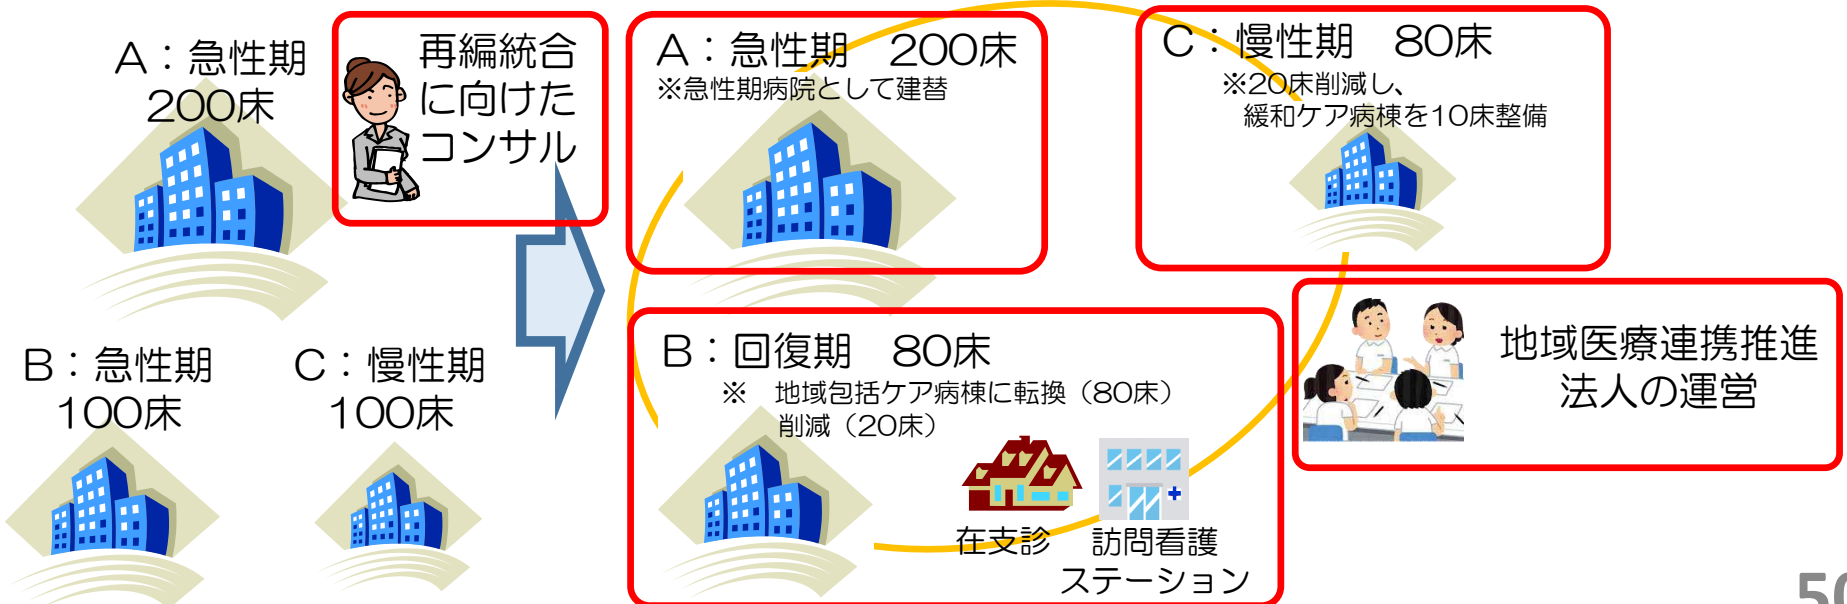 A：急性期
200床
再編統合
に向けた
コンサル
B：急性期
100床
C：慢性期
100床
A：急性期　200床
※急性期病院として建替
C：慢性期　80床
※20床削減し、
緩和ケア病棟を10床整備
B：回復期　80床
※　地域包括ケア病棟に転換（80床）
削減（20床）
在支診
訪問看護
ステーション
地域医療連携推進
法人の運営
50